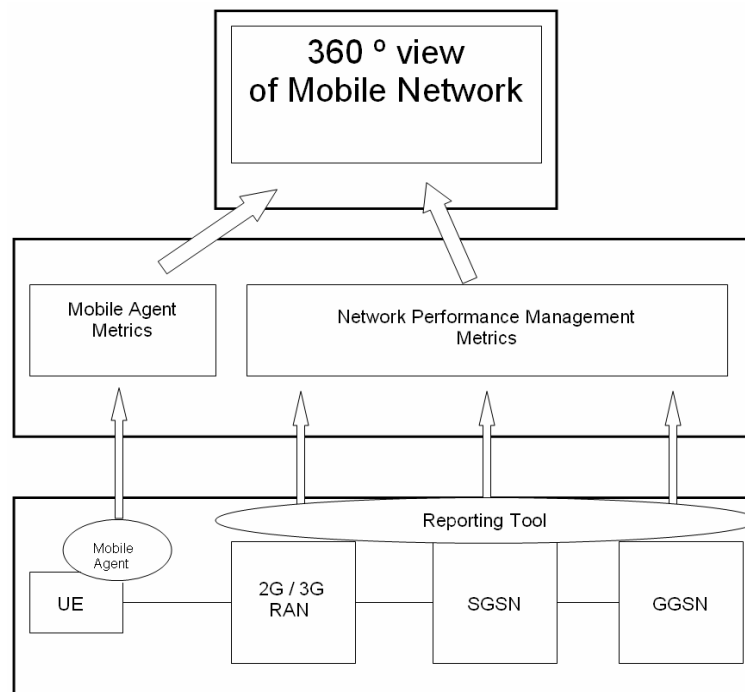 360 º view
of Mobile Network
Mobile Agent
Metrics
Network Performance Management
Metrics
Reporting Tool
Mobile
Agent
UE
2G / 3G
RAN
SGSN
GGSN